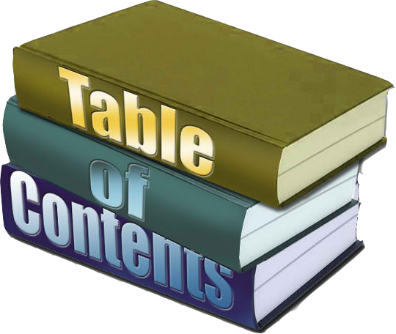 Table
of
Contents